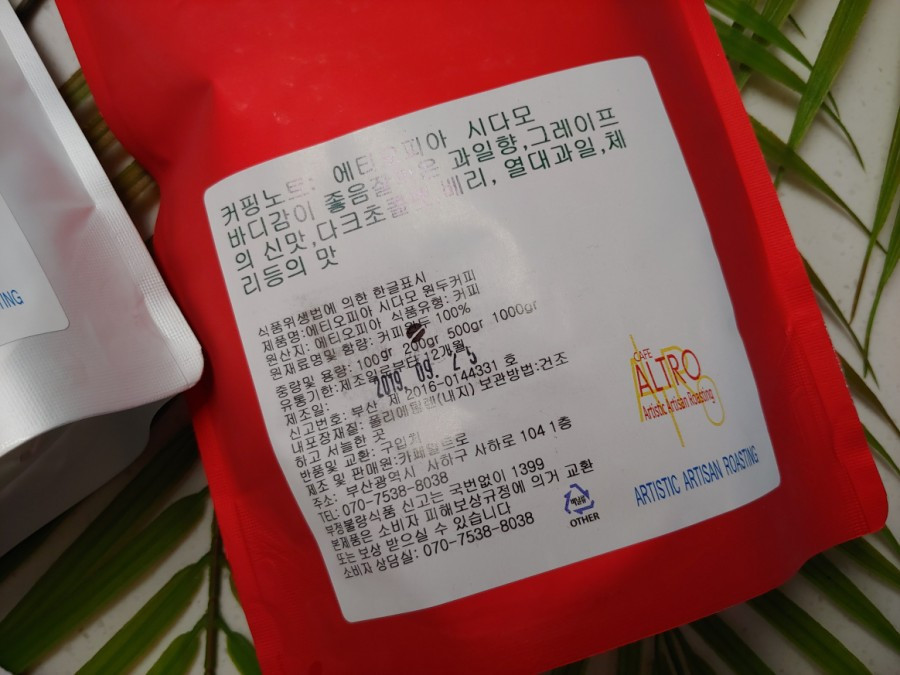 커핑노트: 에티오피아 시다모
바디감이 좋음 과일향,그레이프
의 신맛,다크초콜 베리, 열대과일,체
리등의 맛
식품위생법에 의한 한글표시
제품명:에티오피아 시다모 원두커피
원산지: 에티오피아 식품유형: 커피
원재료명및 함량: 커피원두 100%
중량및 용량: 100gr 200gr 500gr 1000gr
유통기한:제조일로부터 12개월
제조일: 2019. 09. 25
신고번호: 부산 제 2016-0144331 호
내포장재질: 폴리에틸렌(내지) 보관방법:건조
하고 서늘한 곳
반품및 교환: 구입처
제조 및 판매원:카페알트로
주소: 부산광역시 사하구 사하로 104 1층
TEL: 070-7538-8038
부정불량식품 신고는 국번없이 1399
본제품은 소비자 피해보상규정에 의거 교환
또는 보상 받으실 수 있습니다
소비자 상담실: 070-7538-8038
OTHER
CAFE
ALTRO
Artistic Artisan Roasting
ARTISTIC ARTISAN ROASTING